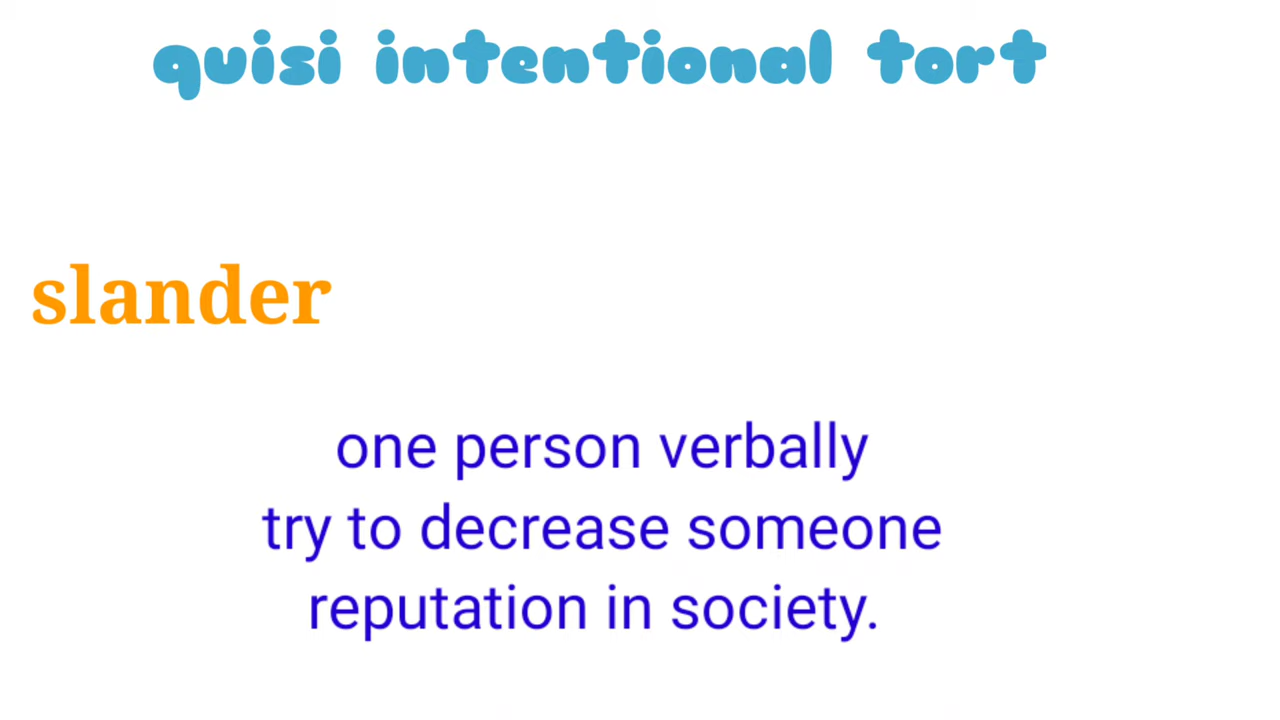 quisi intentional tort
slander
one person verbally
try to decrease someone
reputation in society.